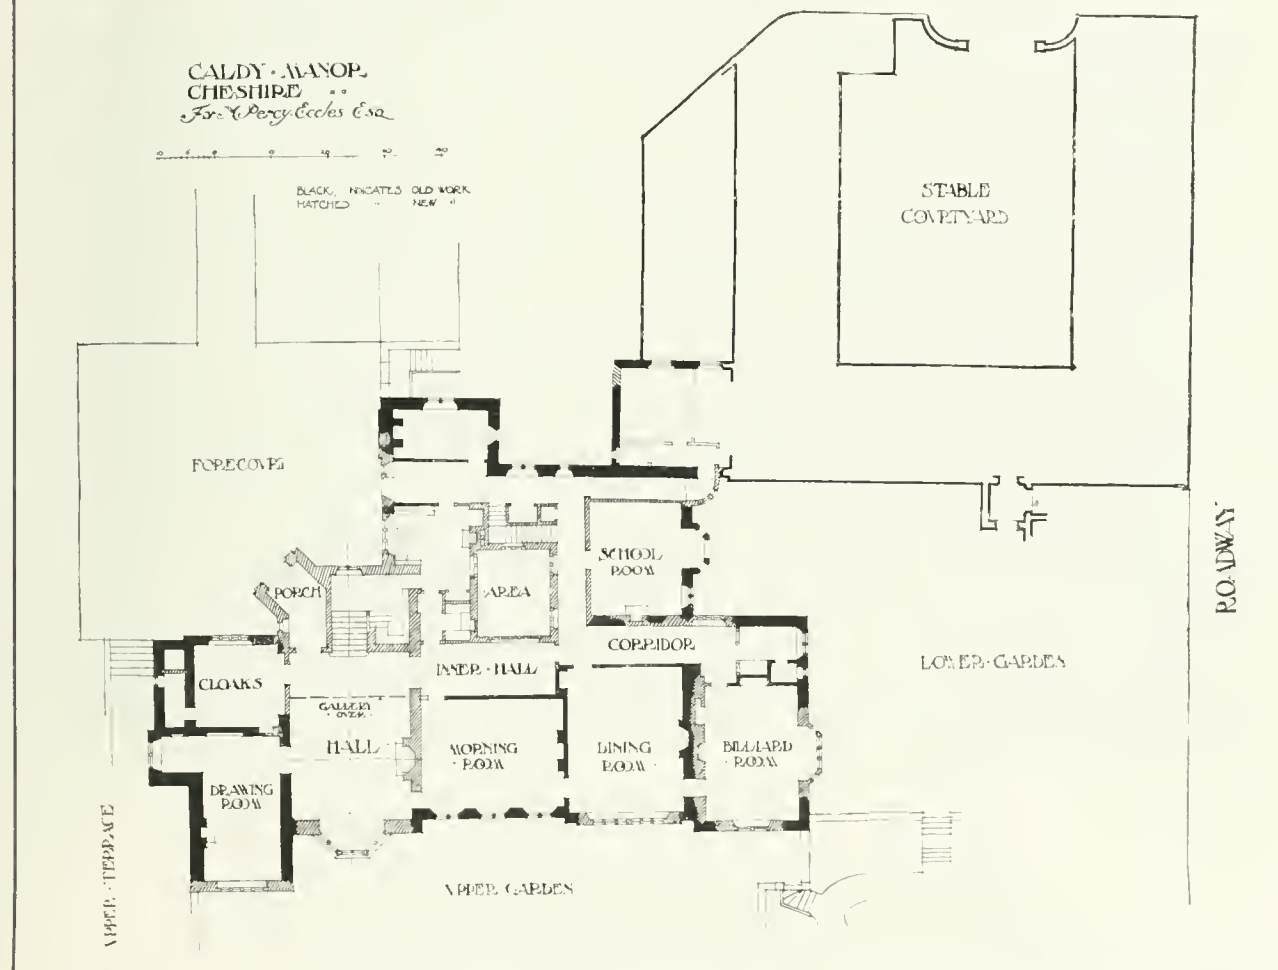 CALDY · MANOR
CHESHIRE
For M Percy Eccles Esq
BLACK, INDICATES OLD WORK
HATCHED " NEW "
STABLE
COURTYARD
FORECOURT
ROADWAY
SCHOOL
ROOM
PORCH
AREA
CORRIDOR
INNER · HALL
LOWER · GARDEN
CLOAKS
GALLERY
· OVER ·
HALL
MORNING
· ROOM
DINING
ROOM ·
BILLIARD
· ROOM
DRAWING
ROOM
UPPER · TERRACE
UPPER GARDEN